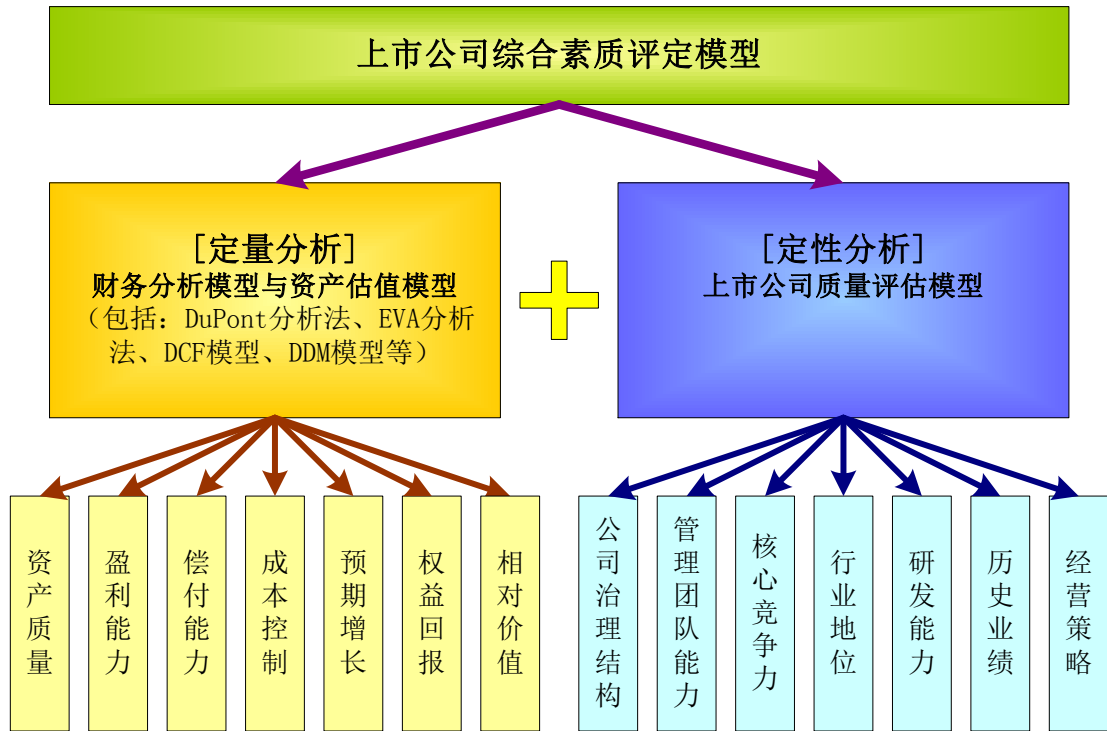 上市公司综合素质评定模型
[定量分析]
财务分析模型与资产估值模型
（包括：DuPont分析法、EVA分析
法、DCF模型、DDM模型等）
[定性分析]
上市公司质量评估模型
资产质量
盈利能力
偿付能力
成本控制
预期增长
权益回报
相对价值
公司治理结构
管理团队能力
核心竞争力
行业地位
研发能力
历史业绩
经营策略